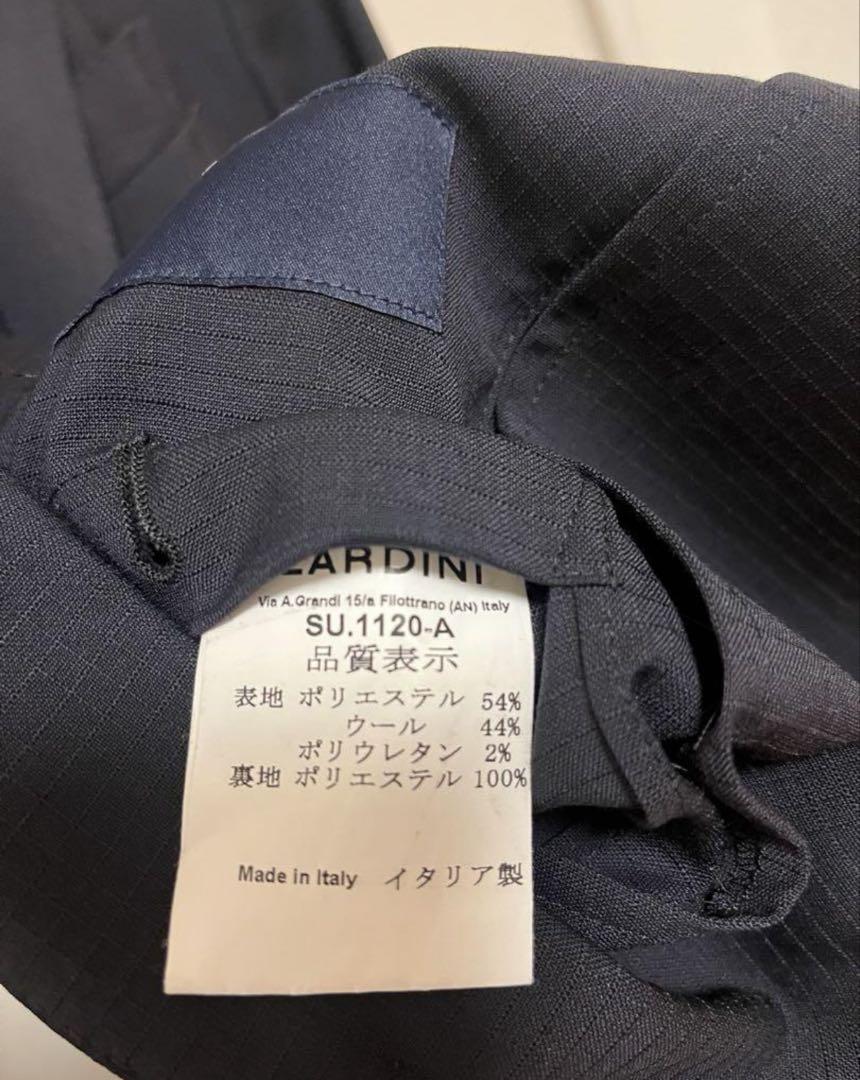 LARDINI
Via A.Grandi 15/a Filottrano (AN) Italy
SU.1120-A
品質表示
表地 ポリエステル 54%
ウール 44%
ポリウレタン 2%
裏地 ポリエステル 100%
Made in Italy イタリア製